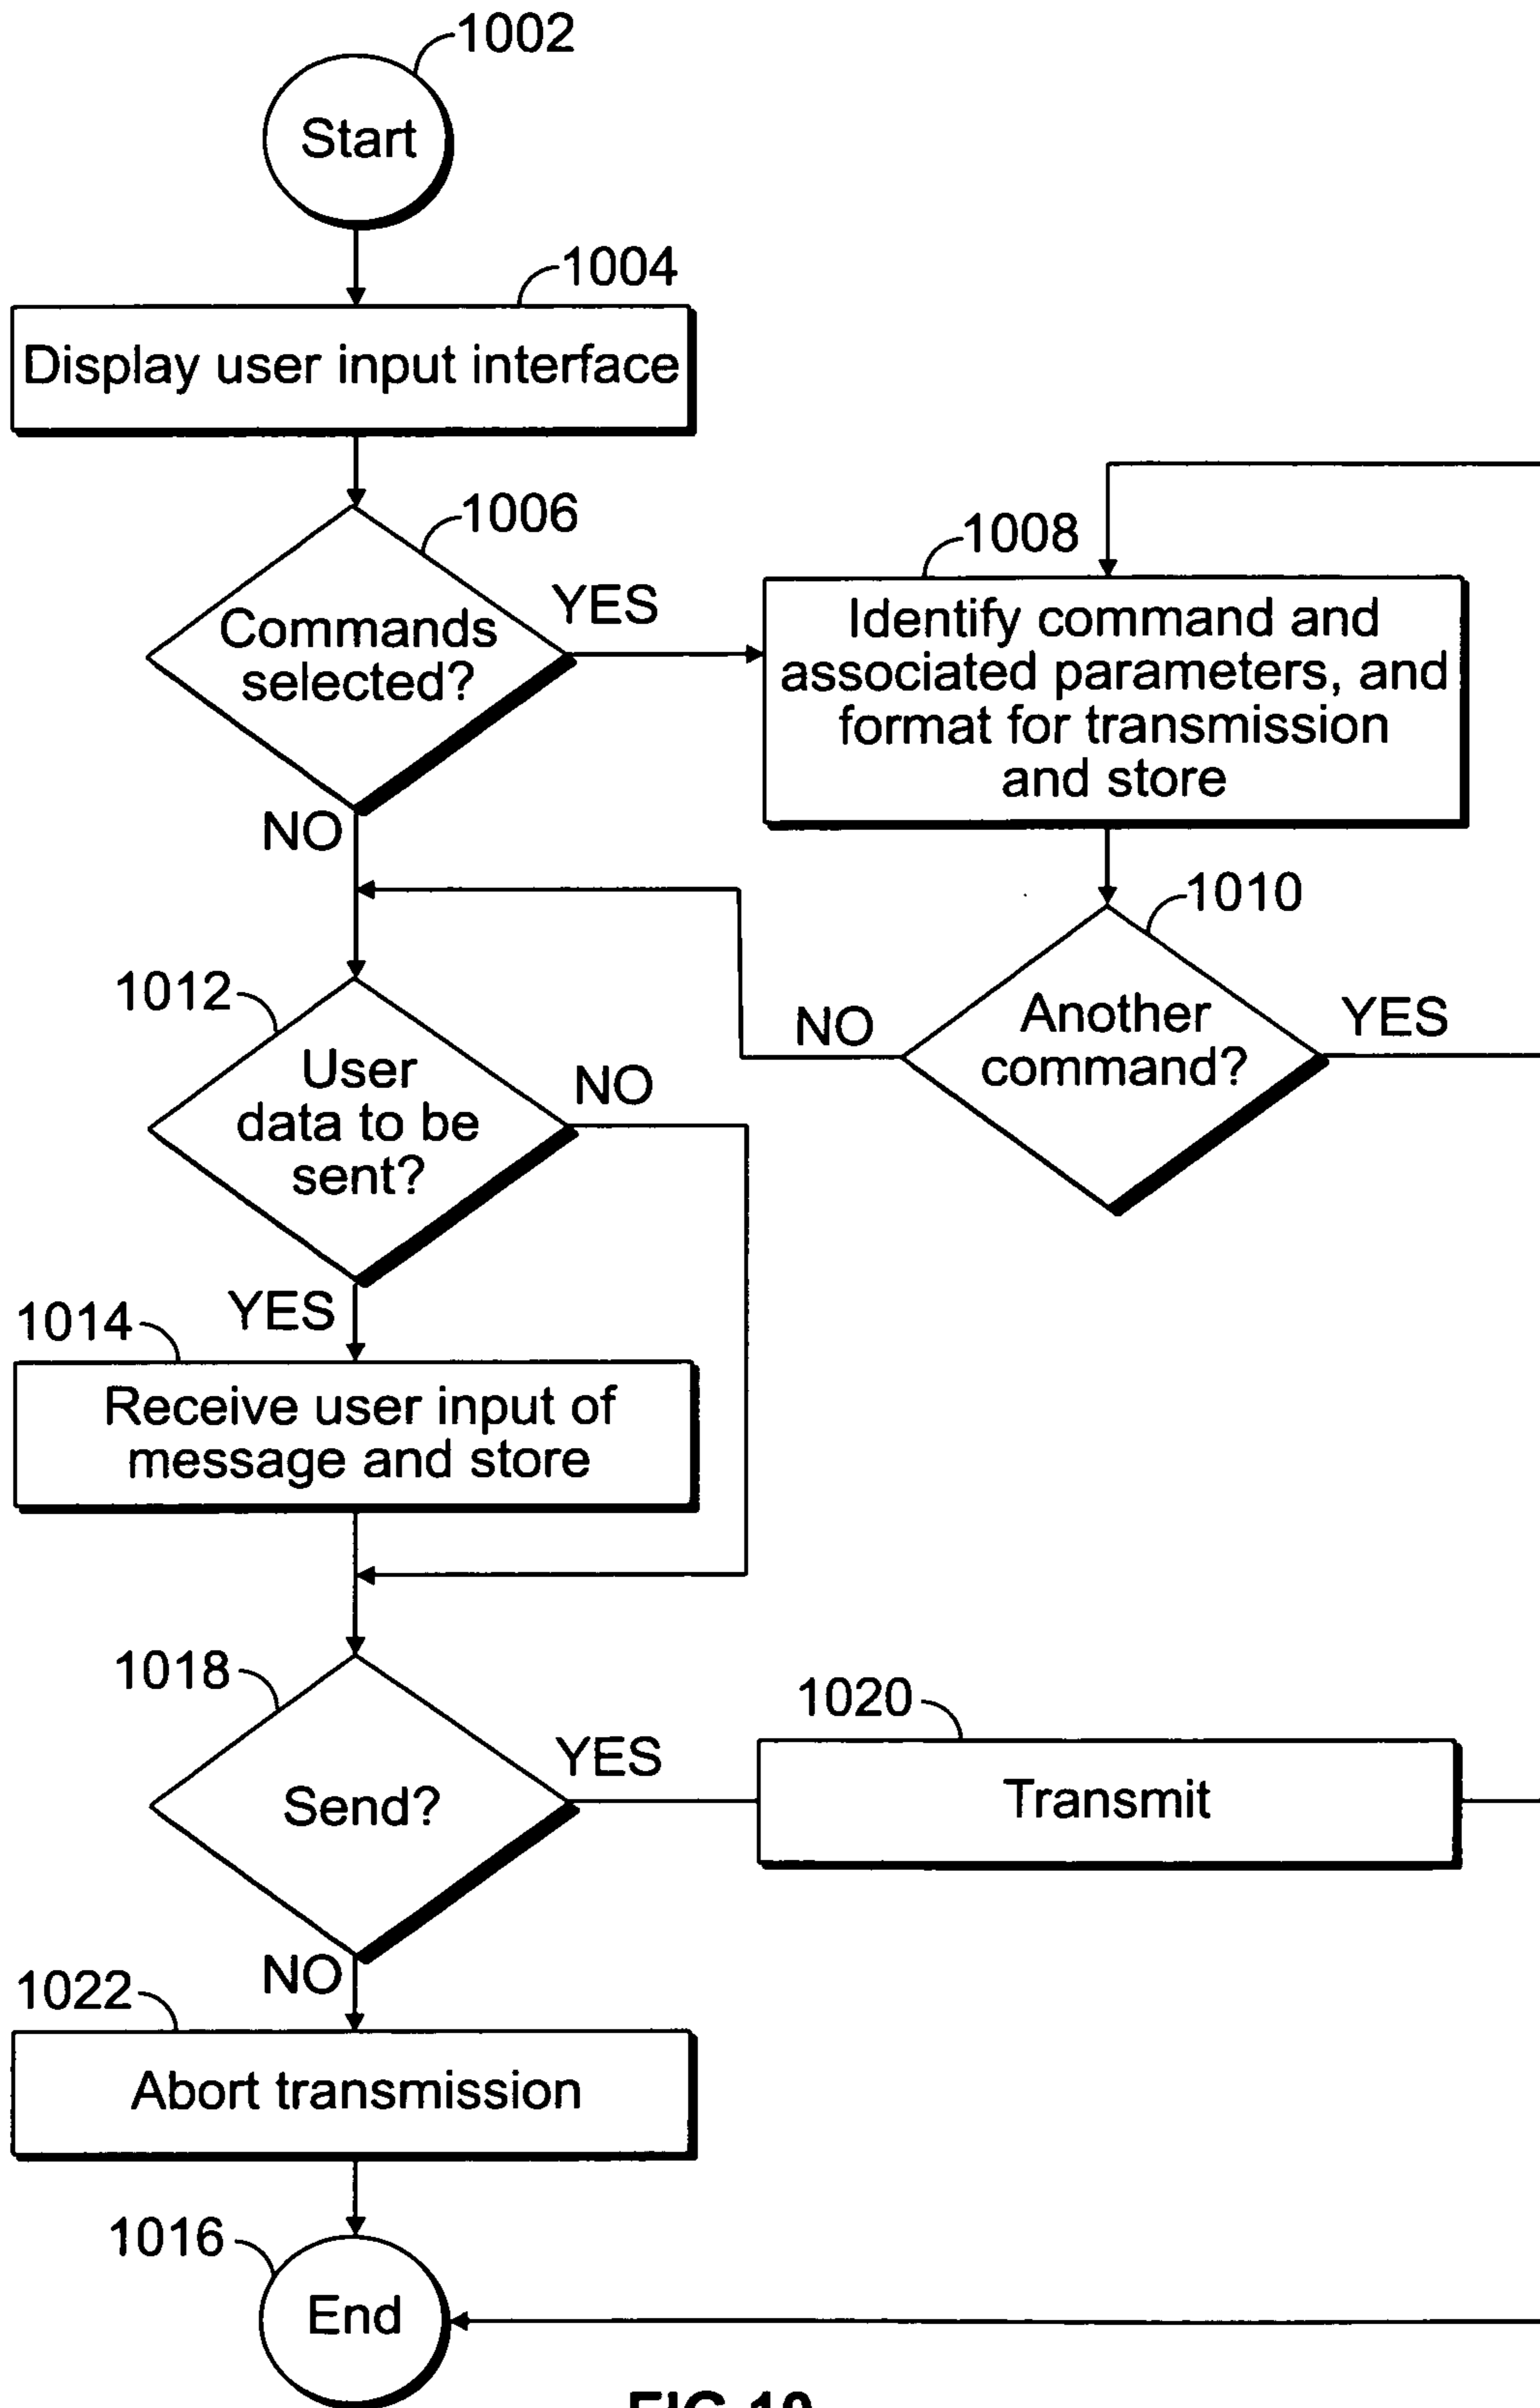 1002
Start
1004
Display user input interface
1006
Commands
selected?
YES
NO
1008
Identify command and
associated parameters, and
format for transmission
and store
1010
Another
command?
YES
NO
1012
User
data to be
sent?
NO
YES
1014
Receive user input of
message and store
1018
Send?
YES
NO
1020
Transmit
1022
Abort transmission
1016
End